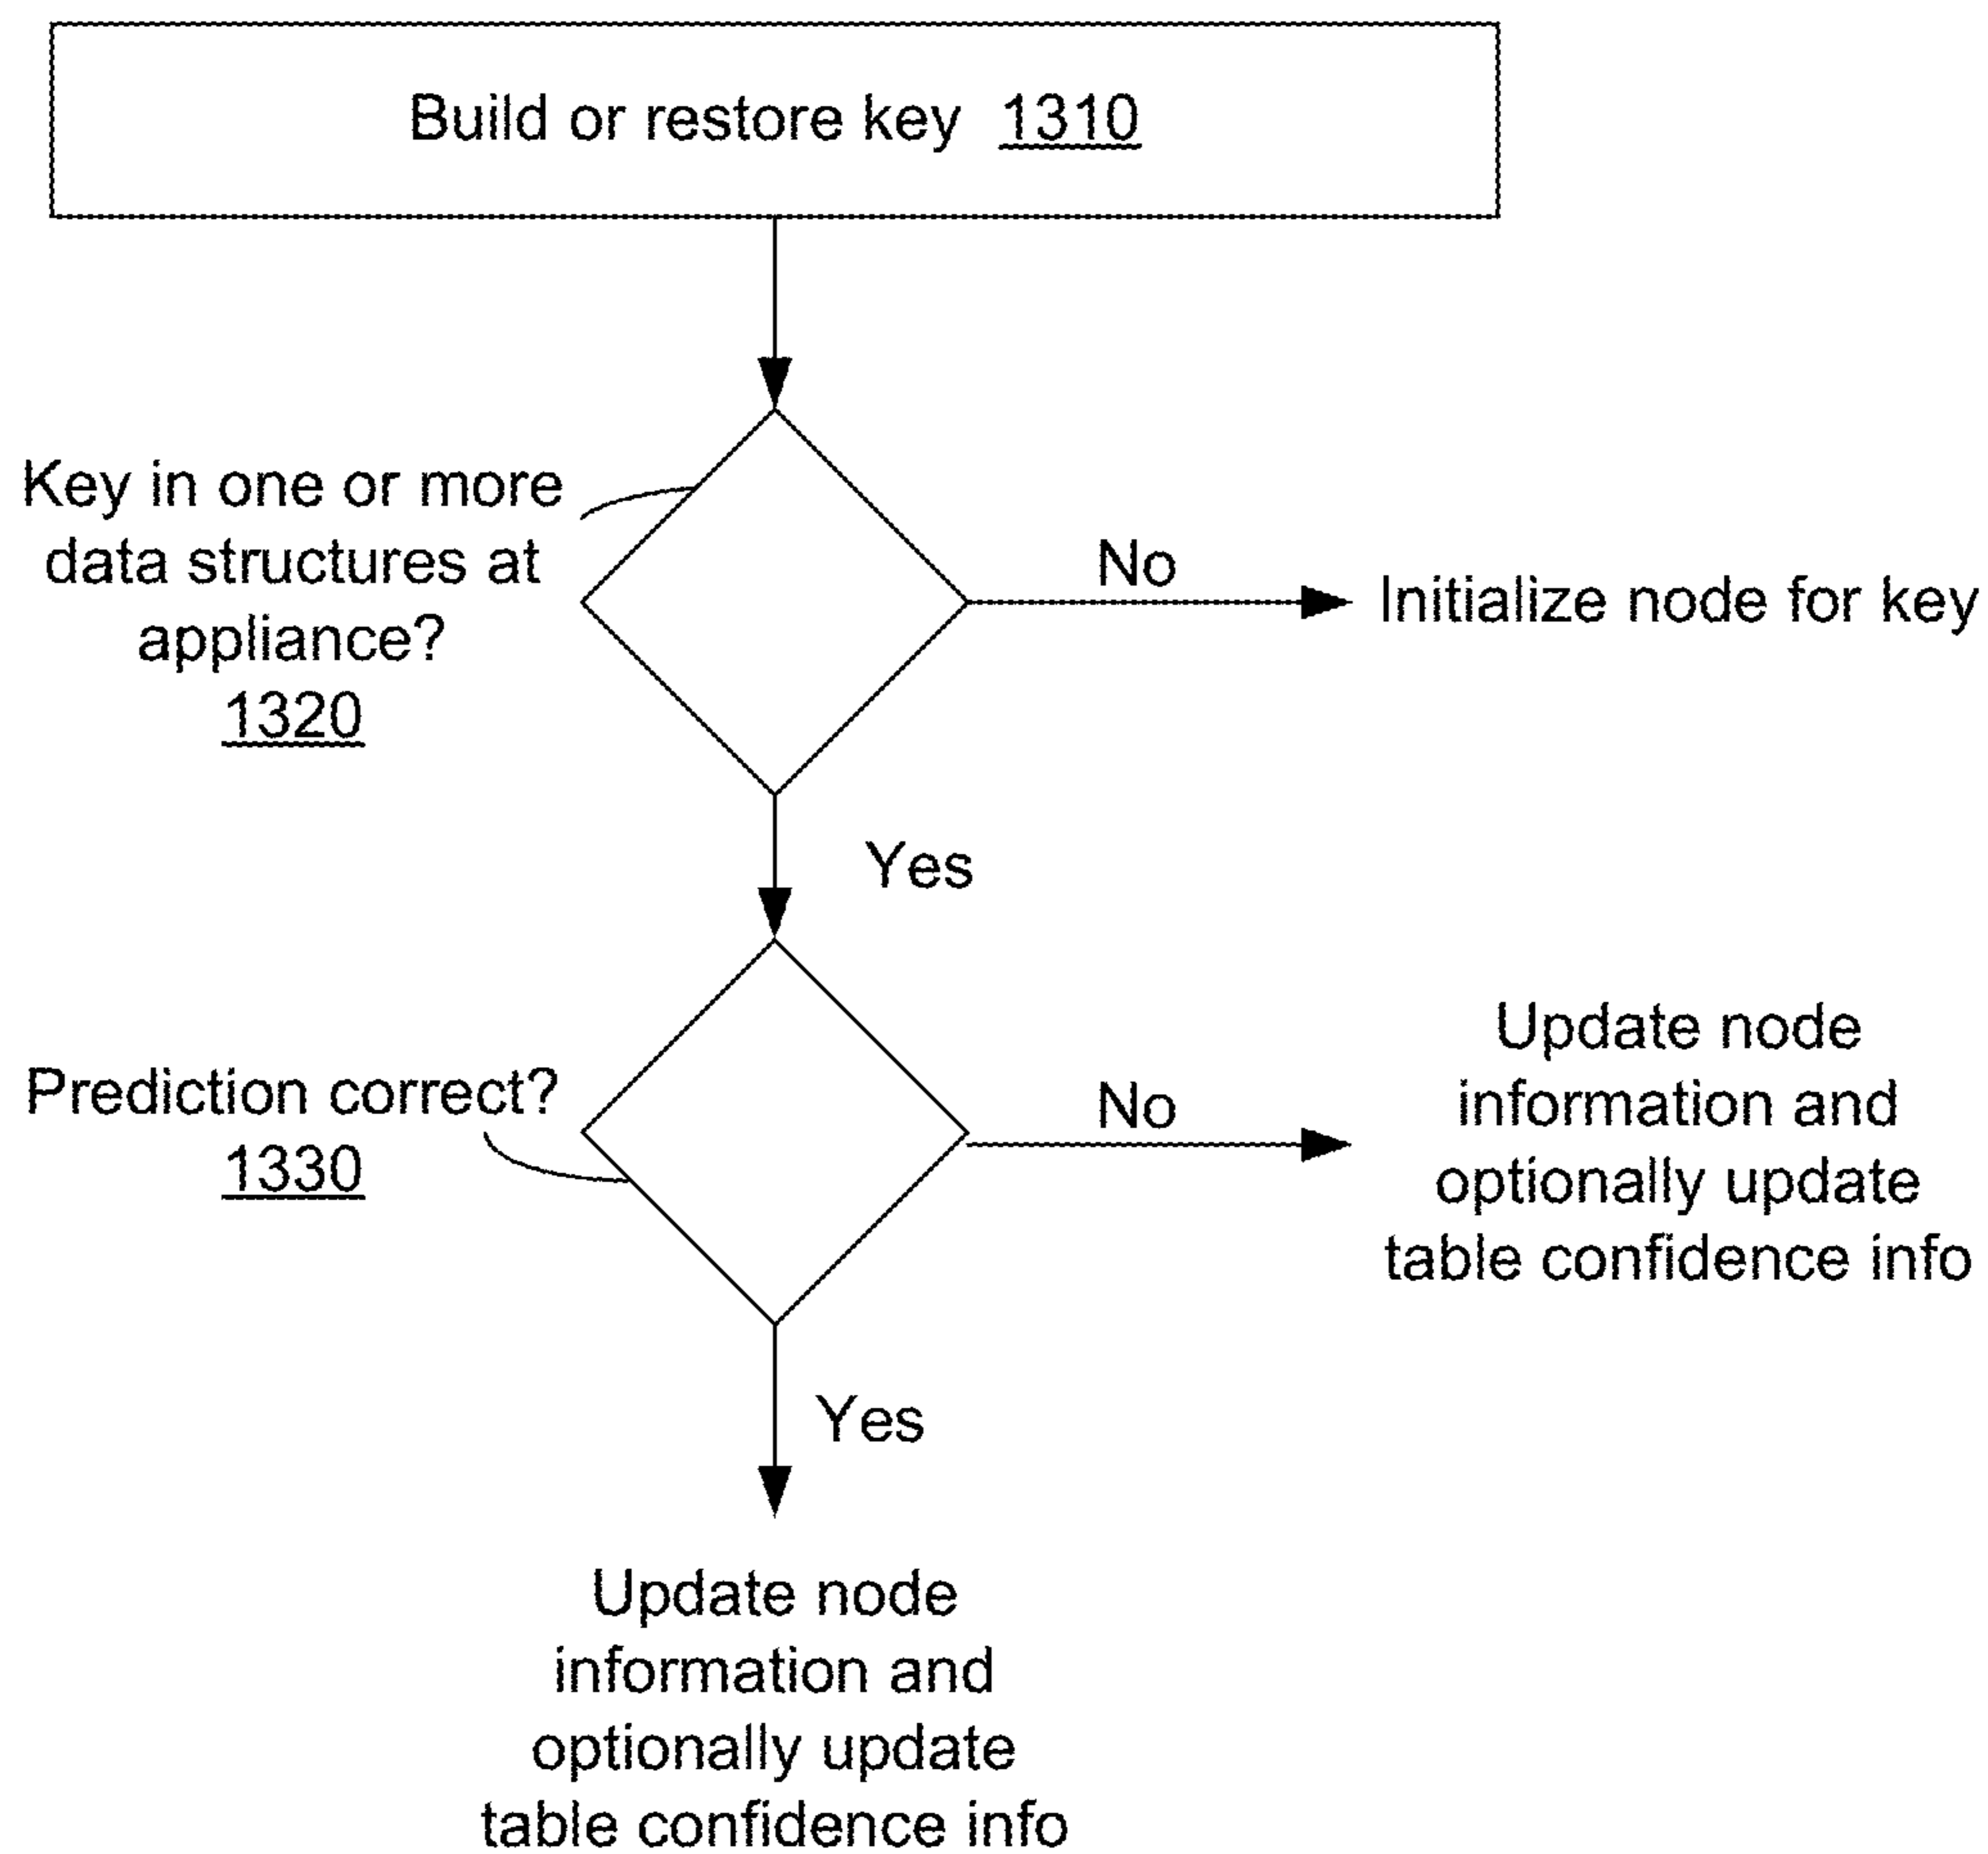 Build or restore key 1310
Key in one or more
data structures at
appliance?
1320
No
Initialize node for key
Yes
Prediction correct?
1330
No
Update node
information and
optionally update
table confidence info
Yes
Update node
information and
optionally update
table confidence info